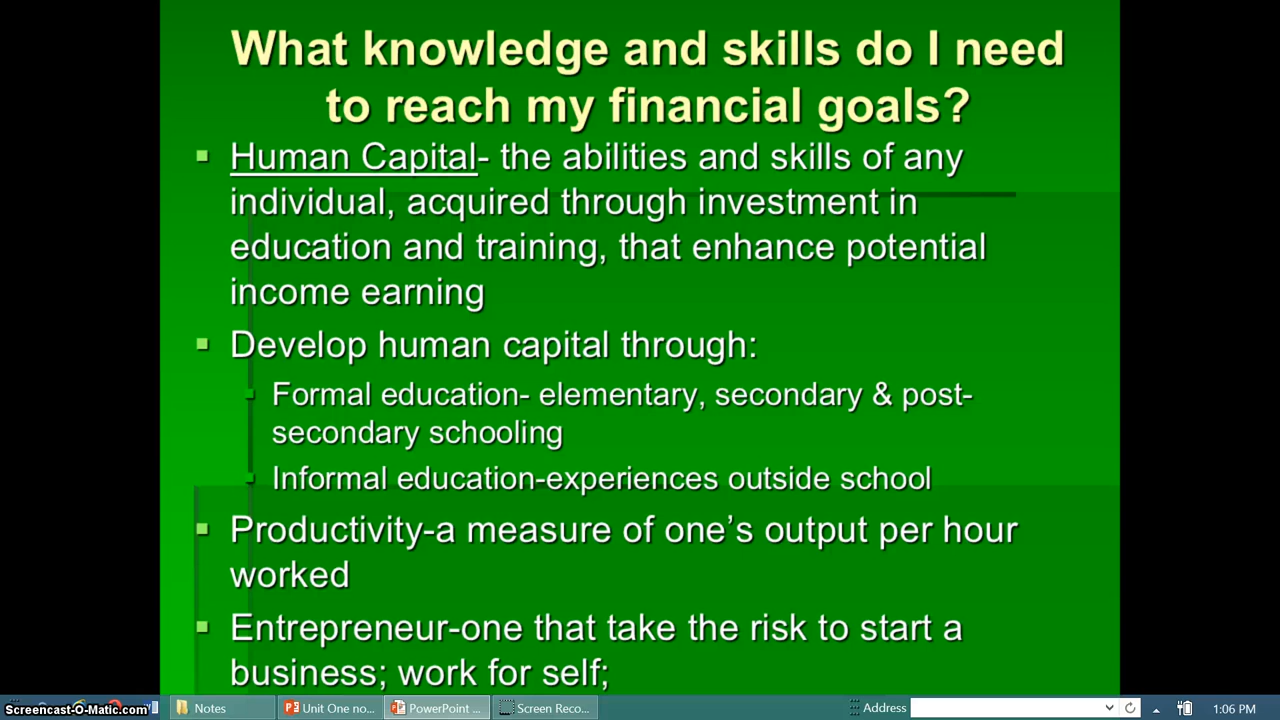 What knowledge and skills do I need
to reach my financial goals?
Human Capital- the abilities and skills of any
individual, acquired through investment in
education and training, that enhance potential
income earning
Develop human capital through:
Formal education- elementary, secondary & post-
secondary schooling
Informal education-experiences outside school
Productivity-a measure of one’s output per hour
worked
Entrepreneur-one that take the risk to start a
business; work for self;
Screencast-O-Matic.com
Notes
Unit One no...
PowerPoint ...
Screen Reco...
Address
1:06 PM